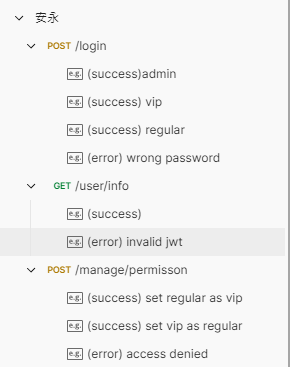 安永
POST /login
e.g. (success)admin
e.g. (success) vip
e.g. (success) regular
e.g. (error) wrong password
GET /user/info
e.g. (success)
e.g. (error) invalid jwt
POST /manage/permisson
e.g. (success) set regular as vip
e.g. (success) set vip as regular
e.g. (error) access denied